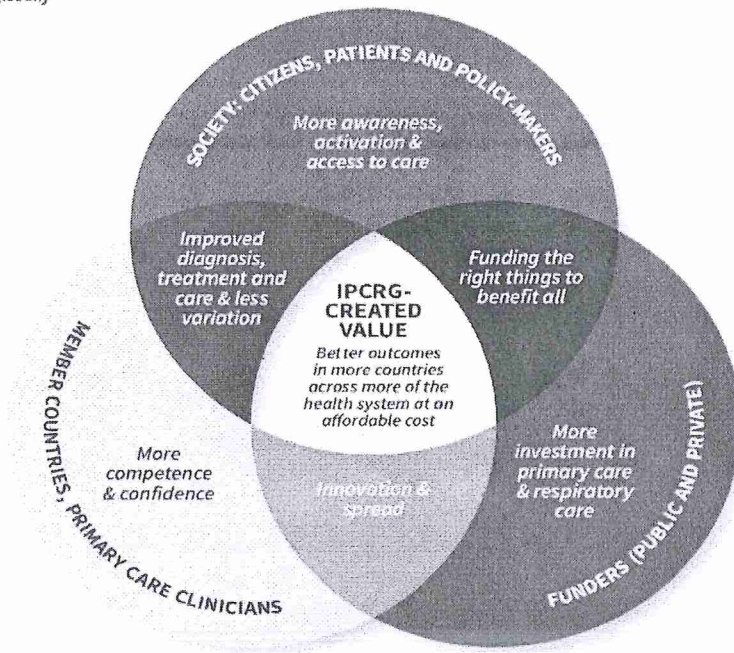 SOCIETY: CITIZENS, PATIENTS AND POLICY-MAKERS
More awareness,
activation &
access to care
Improved
diagnosis,
treatment and
care & less
variation
Funding the
right things to
benefit all
IPCRG-
CREATED
VALUE
Better outcomes
in more countries
across more of the
health system at an
affordable cost
MEMBER COUNTRIES, PRIMARY CARE CLINICIANS
More
competence
& confidence
Innovation &
spread
More
investment in
primary care
& respiratory
care
FUNDERS (PUBLIC AND PRIVATE)